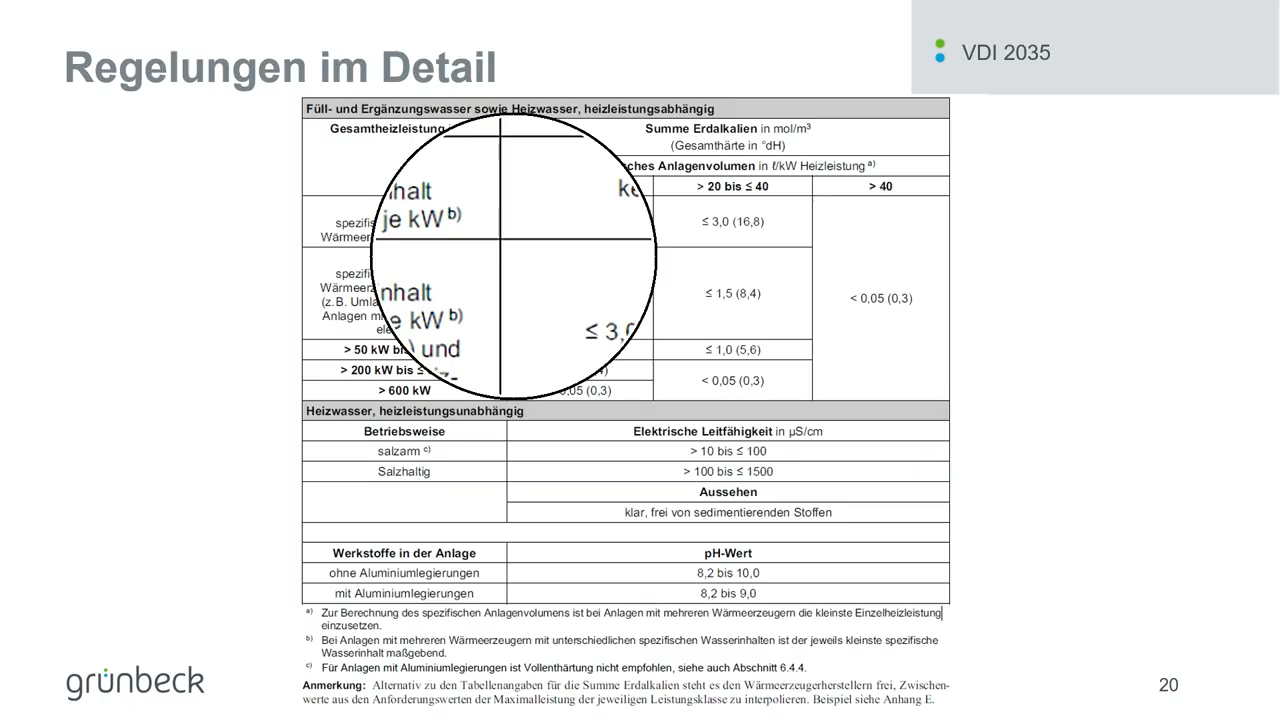 VDI 2035
Regelungen im Detail
Füll- und Ergänzungswasser sowie Heizwasser, heizleistungsabhängig
Gesamtheizleistung
Summe Erdalkalien in mol/m³
(Gesamthärte in °dH)
ches Anlagenvolumen in ℓ/kW Heizleistung a)
> 20 bis ≤ 40
> 40
nhalt
je kW b)
≤ 3,0 (16,8)
nhalt
kW b)
) und
≤ 3,0
≤ 1,5 (8,4)
< 0,05 (0,3)
> 50 kW
≤ 1,0 (5,6)
> 200 kW bis ≤
< 0,05 (0,3)
> 600 kW
0,05 (0,3)
Heizwasser, heizleistungsunabhängig
Betriebsweise
Elektrische Leitfähigkeit in µS/cm
salzarm c)
> 10 bis ≤ 100
Salzhaltig
> 100 bis ≤ 1500
Aussehen
klar, frei von sedimentierenden Stoffen
Werkstoffe in der Anlage
pH-Wert
ohne Aluminiumlegierungen
8,2 bis 10,0
mit Aluminiumlegierungen
8,2 bis 9,0
a) Zur Berechnung des spezifischen Anlagenvolumens ist bei Anlagen mit mehreren Wärmeerzeugern die kleinste Einzelheizleistung
einzusetzen.
b) Bei Anlagen mit mehreren Wärmeerzeugern mit unterschiedlichen spezifischen Wasserinhalten ist der jeweils kleinste spezifische
Wasserinhalt maßgebend.
c) Für Anlagen mit Aluminiumlegierungen ist Vollenthärtung nicht empfohlen, siehe auch Abschnitt 6.4.4.
Anmerkung: Alternativ zu den Tabellenangaben für die Summe Erdalkalien steht es den Wärmeerzeugerherstellern frei, Zwischen-
werte aus den Anforderungswerten der Maximalleistung der jeweiligen Leistungsklasse zu interpolieren. Beispiel siehe Anhang E.
grünbeck
20